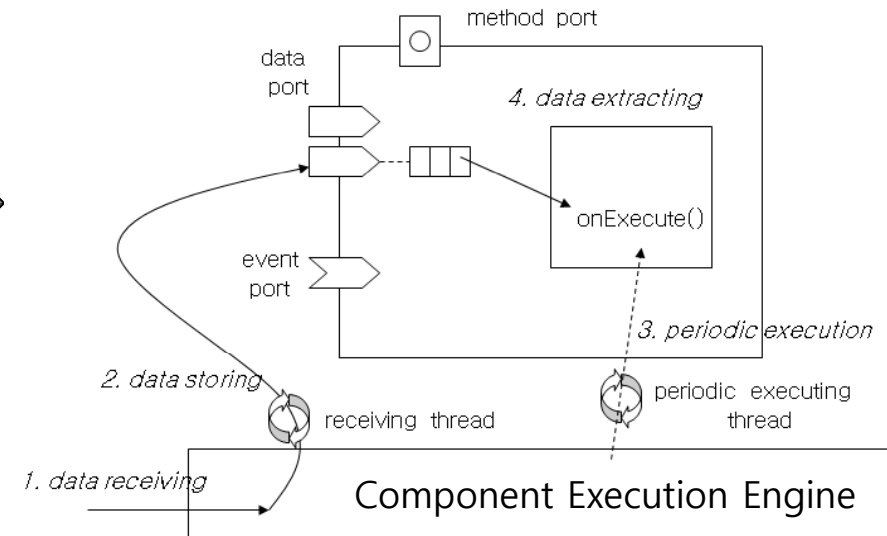 method port
data
port
4. data extracting
onExecute()
event
port
3. periodic execution
2. data storing
periodic executing
thread
receiving thread
1. data receiving
Component Execution Engine